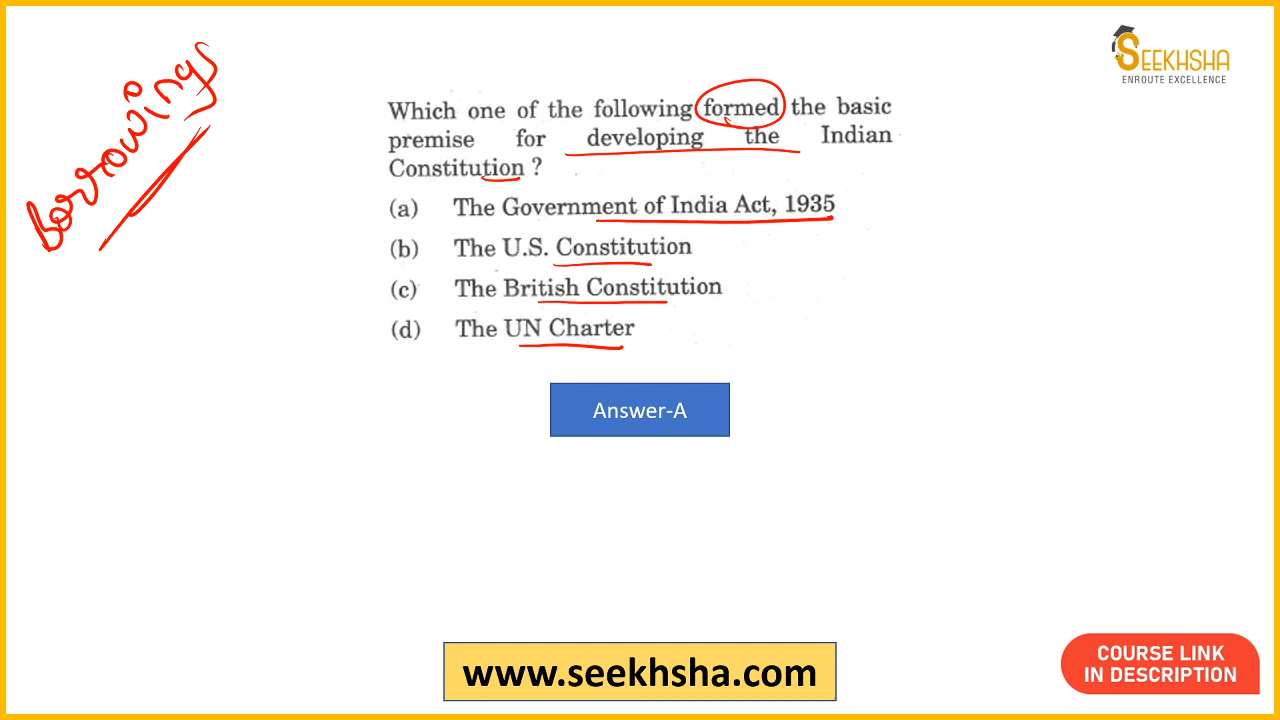 borrowings
SEEKHSHA
ENROUTE EXCELLENCE
Which one of the following formed the basic
premise for developing the Indian
Constitution ?
(a) The Government of India Act, 1935
(b) The U.S. Constitution
(c) The British Constitution
(d) The UN Charter
Answer-A
www.seekhsha.com
COURSE LINK
IN DESCRIPTION